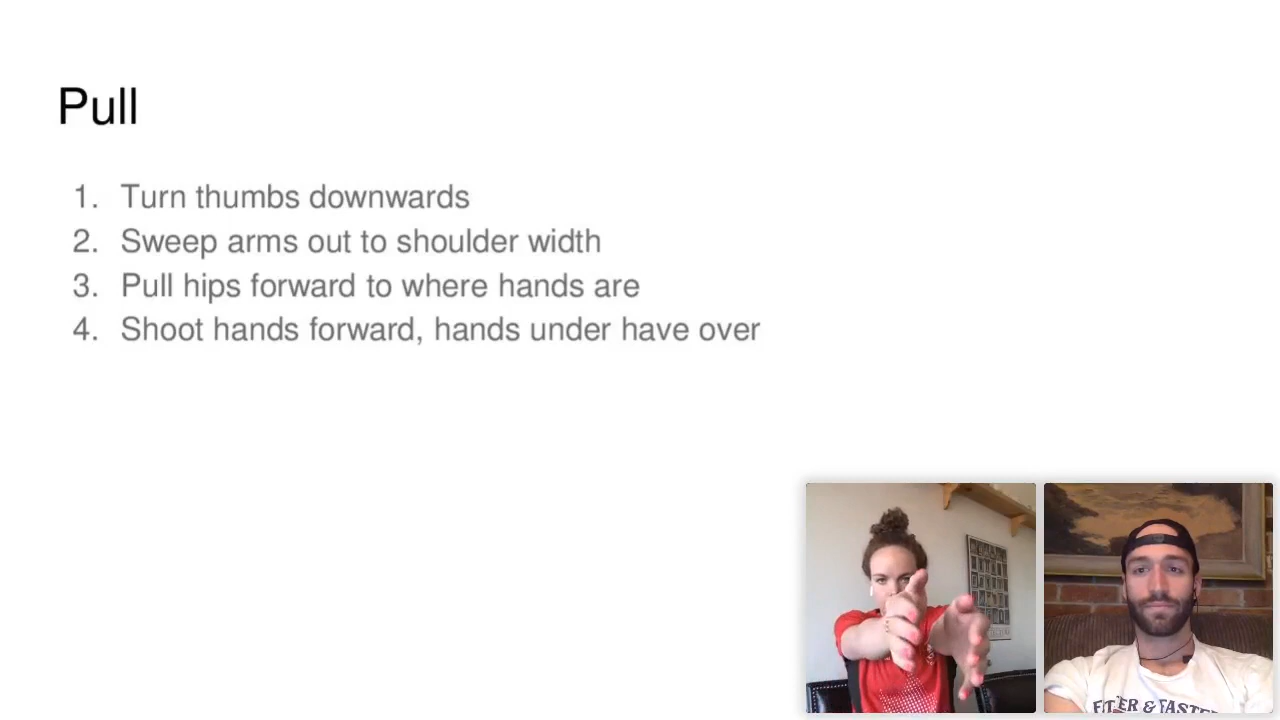 Pull
1. Turn thumbs downwards
2. Sweep arms out to shoulder width
3. Pull hips forward to where hands are
4. Shoot hands forward, hands under have over